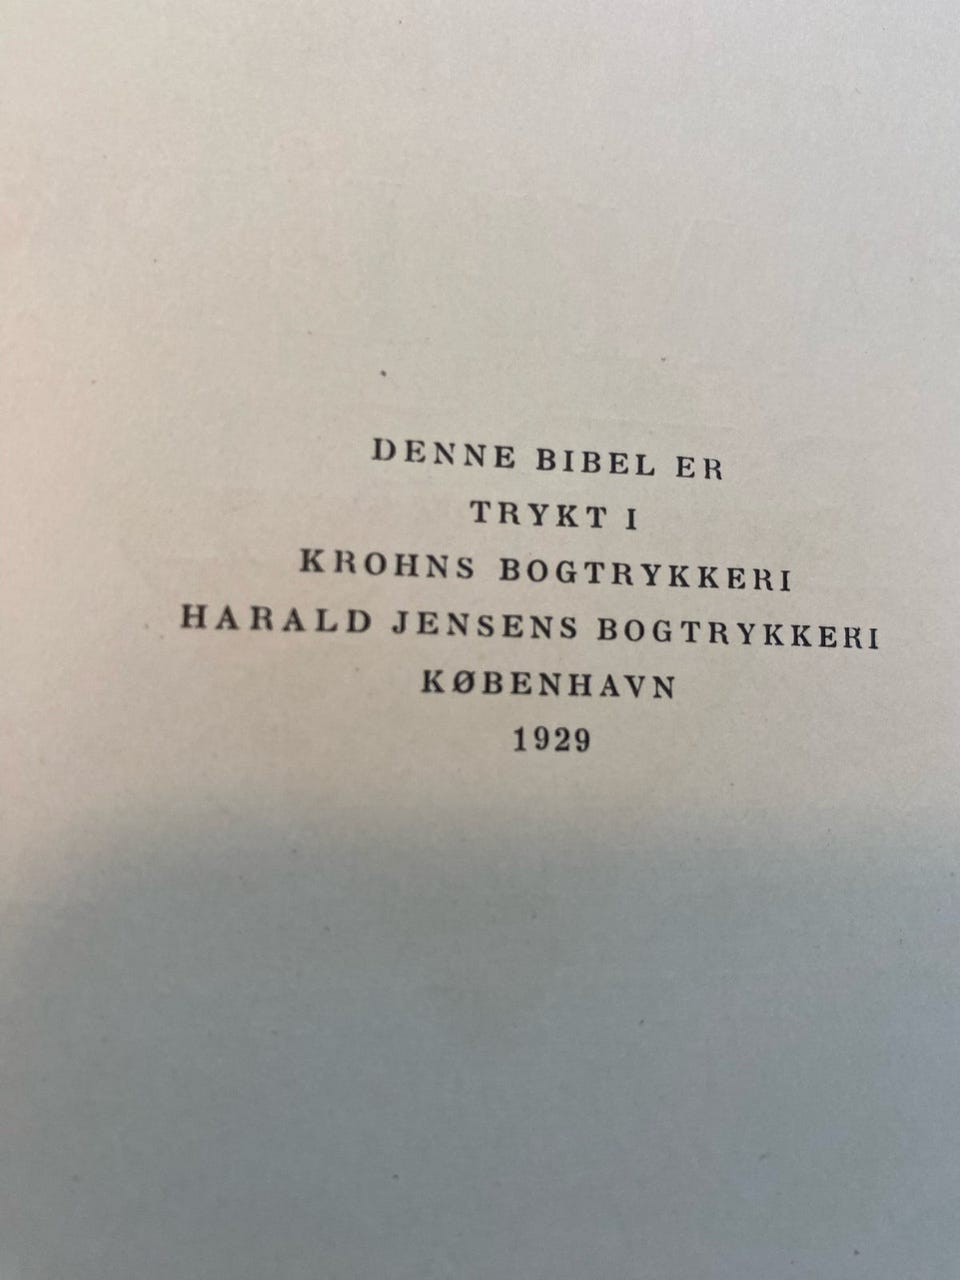 DENNE BIBEL ER
TRYKT I
KROHNS BOGTRYKKERI
HARALD JENSENS BOGTRYKKERI
KØBENHAVN
1929